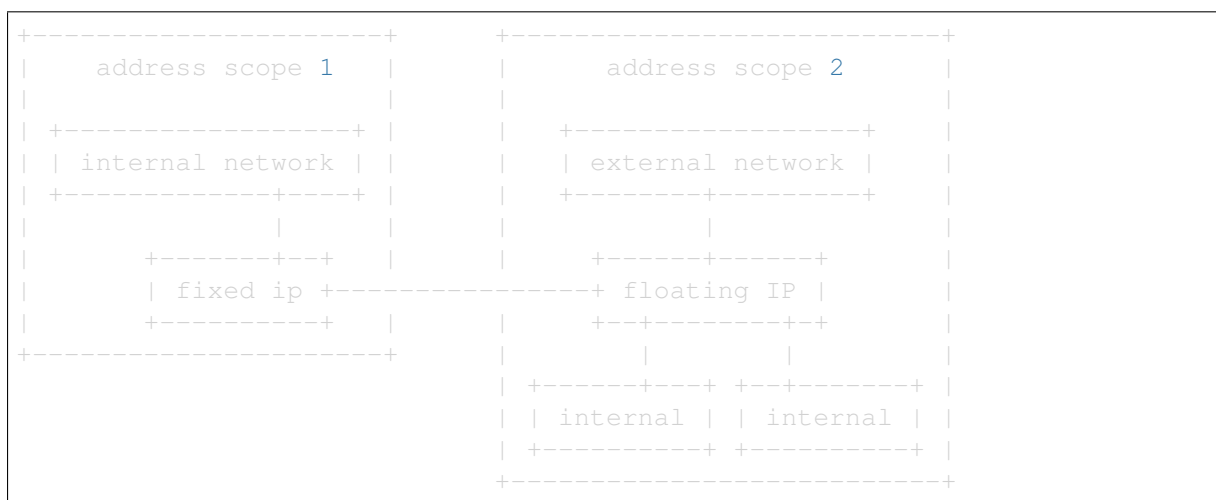 +----------------------+      +---------------------------+
|    address scope 1   |      |      address scope 2      |
|                      |      |                           |
| +------------------+ |      |   +------------------+    |
| | internal network | |      |   | external network |    |
| +-------------+----+ |      |   +--------+---------+    |
|               |      |      |            |              |
|       +-------+--+   |      |     +------+------+       |
|       | fixed ip +----------------+ floating IP |       |
|       +----------+   |      |     +--+--------+-+       |
+----------------------+      |        |        |         |
                              | +------+---+ +--+-------+ |
                              | | internal | | internal | |
                              | +----------+ +----------+ |
                              +---------------------------+